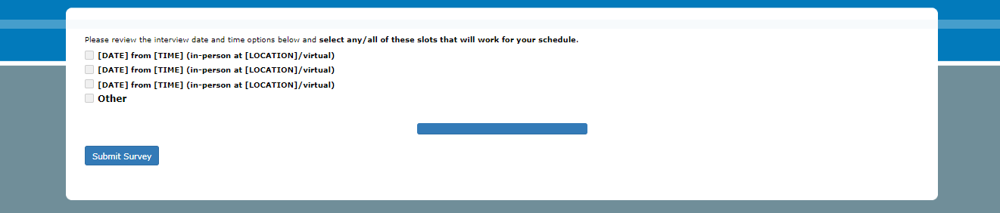 Please review the interview date and time options below and select any/all of these slots that will work for your schedule.
[DATE] from [TIME] (in-person at [LOCATION]/virtual)
[DATE] from [TIME] (in-person at [LOCATION]/virtual)
[DATE] from [TIME] (in-person at [LOCATION]/virtual)
Other
Submit Survey